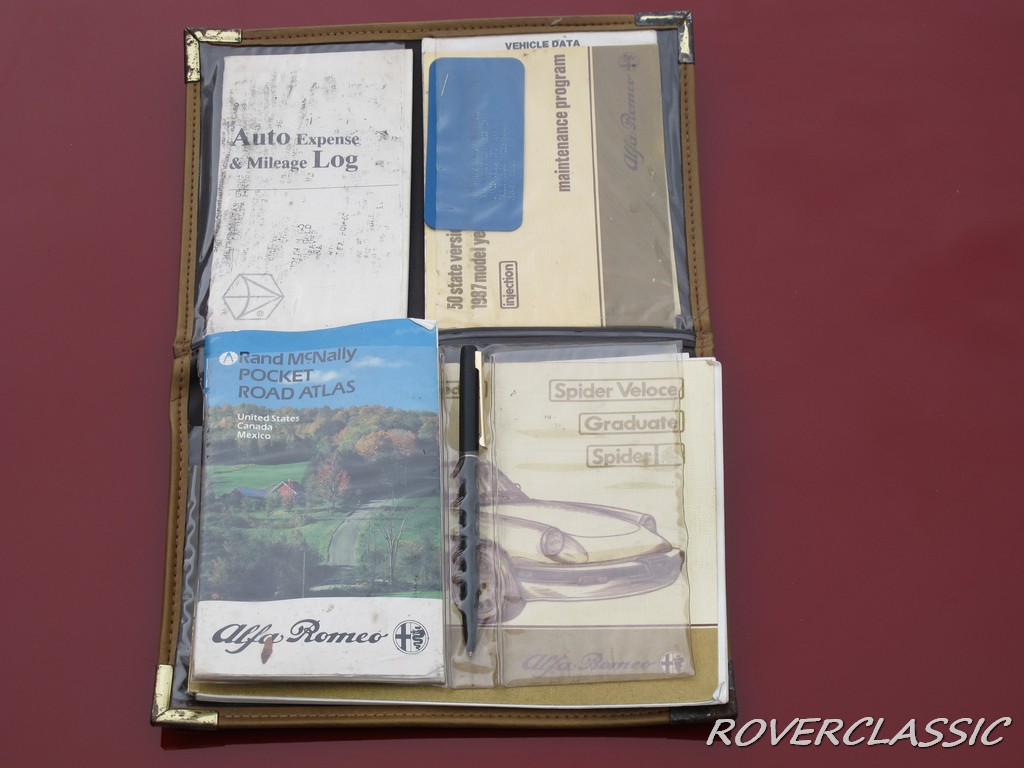 Auto Expense
& Mileage Log
®
VEHICLE DATA
maintenance program
Alfa Romeo
50 state versi
1987 model ye
injection
Rand McNally
POCKET
ROAD ATLAS
United States
Canada
Mexico
Alfa Romeo
Spider Veloce
Graduate
Spider
Alfa Romeo
ROVERCLASSIC